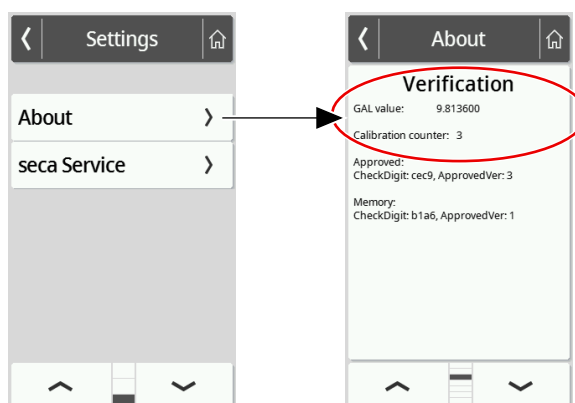 Settings
About
seca Service
About
Verification
GAL value: 9.813600
Calibration counter: 3
Approved:
CheckDigit: cec9, ApprovedVer: 3
Memory:
CheckDigit: b1a6, ApprovedVer: 1